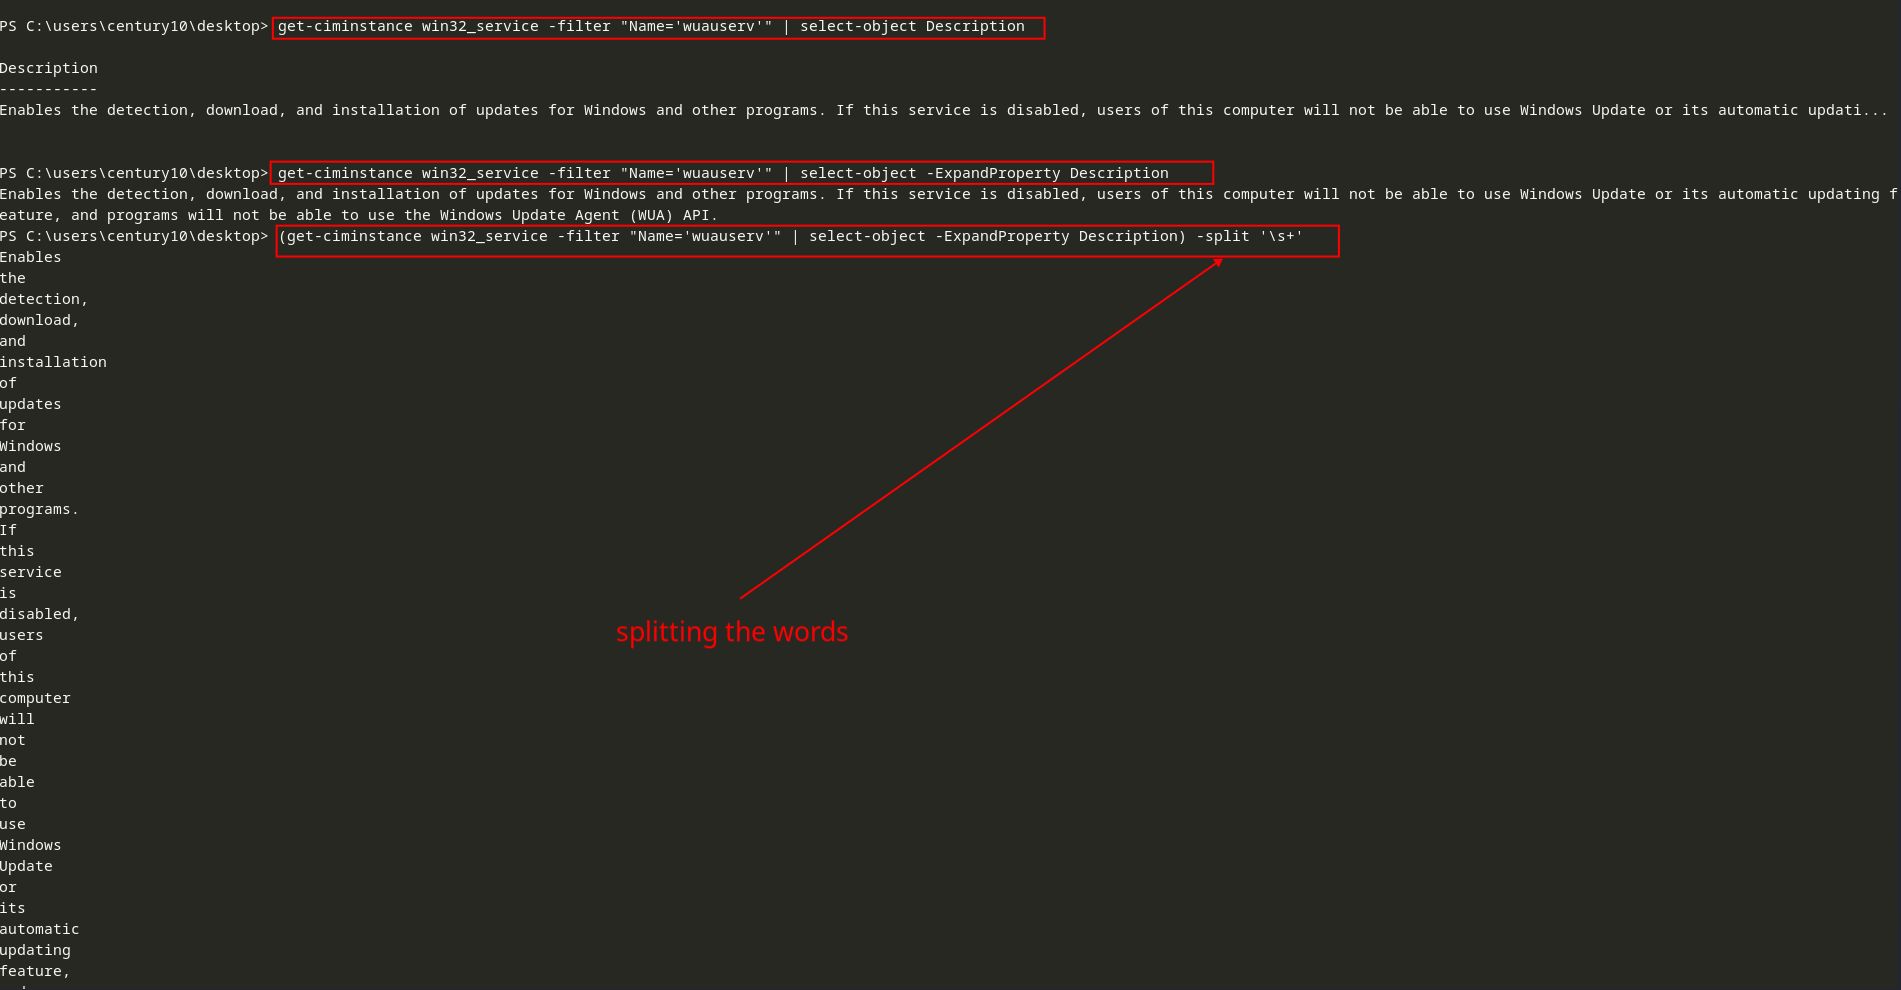 PS C:\users\century10\desktop> get-ciminstance win32_service -filter "Name='wuauserv'" | select-object Description
Description
-----------
Enables the detection, download, and installation of updates for Windows and other programs. If this service is disabled, users of this computer will not be able to use Windows Update or its automatic updati...
PS C:\users\century10\desktop> get-ciminstance win32_service -filter "Name='wuauserv'" | select-object -ExpandProperty Description
Enables the detection, download, and installation of updates for Windows and other programs. If this service is disabled, users of this computer will not be able to use Windows Update or its automatic updating f
eature, and programs will not be able to use the Windows Update Agent (WUA) API.
PS C:\users\century10\desktop> (get-ciminstance win32_service -filter "Name='wuauserv'" | select-object -ExpandProperty Description) -split '\s+'
Enables
the
detection,
download,
and
installation
of
updates
for
Windows
and
other
programs.
If
this
service
is
disabled,
users
of
this
computer
will
not
be
able
to
use
Windows
Update
or
its
automatic
updating
feature,
splitting the words